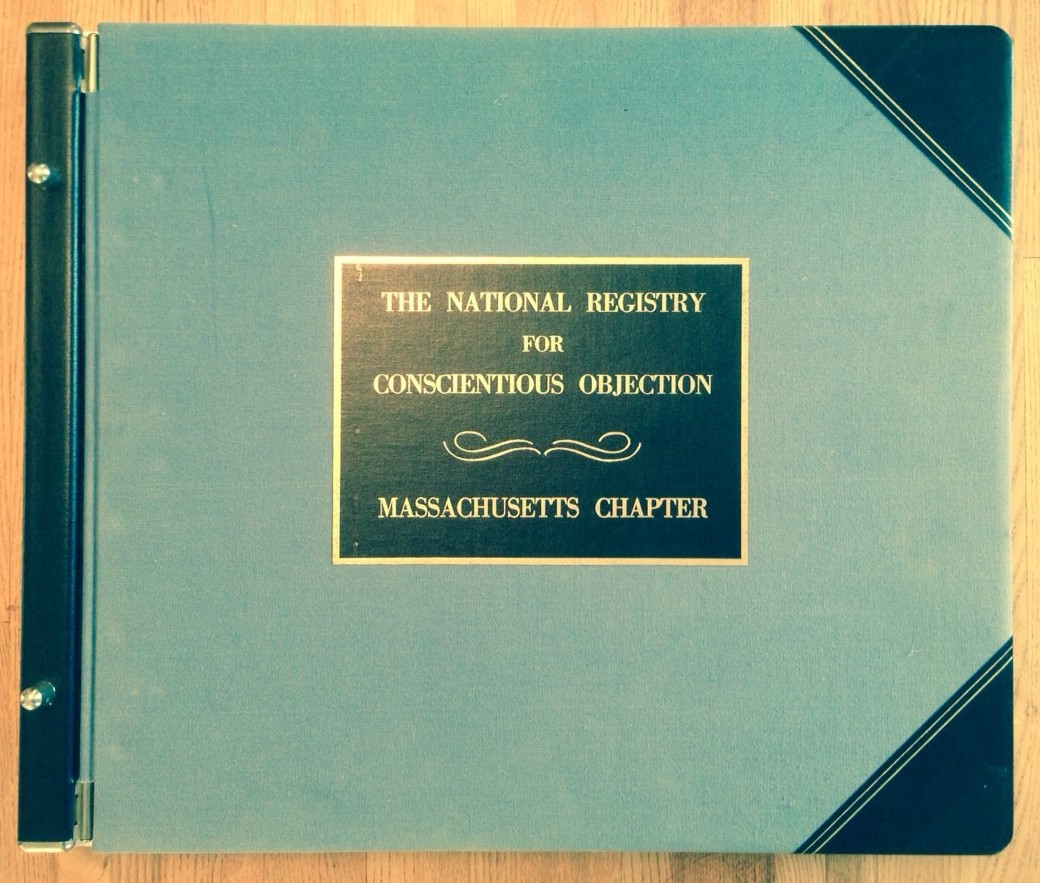 THE NATIONAL REGISTRY
FOR
CONSCIENTIOUS OBJECTION
MASSACHUSETTS CHAPTER